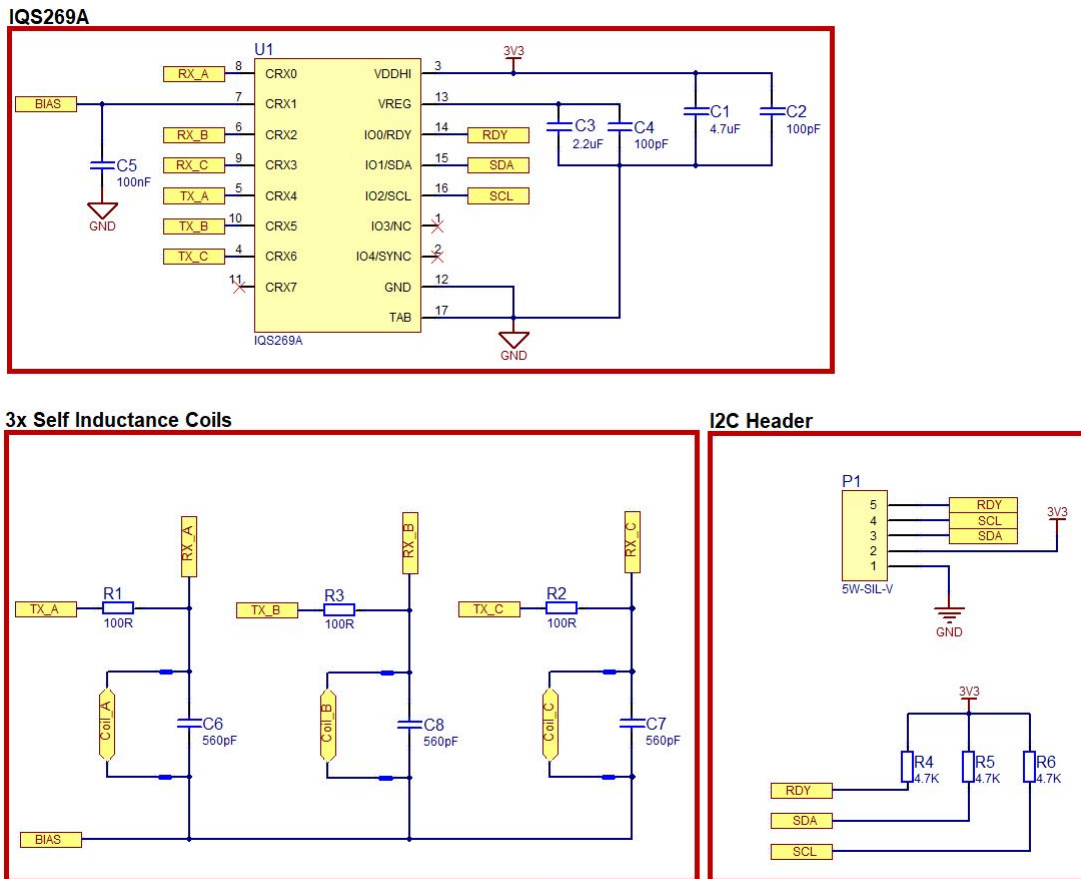 IQS269A
U1
3V3
RX_A 8 CRX0 VDDHI 3
BIAS 7 CRX1 VREG 13
RX_B 6 CRX2 IO0/RDY 14 RDY
RX_C 9 CRX3 IO1/SDA 15 SDA
TX_A 5 CRX4 IO2/SCL 16 SCL
TX_B 10 CRX5 IO3/NC 1
TX_C 4 CRX6 IO4/SYNC 2
11 CRX7 GND 12
TAB 17
IQS269A
C5
100nF
GND
C3
2.2uF
C4
100pF
C1
4.7uF
C2
100pF
GND
3x Self Inductance Coils
RX_A
RX_B
RX_C
TX_A
R1
100R
TX_B
R3
100R
TX_C
R2
100R
Coil_A
C6
560pF
Coil_B
C8
560pF
Coil_C
C7
560pF
BIAS
I2C Header
P1
5 RDY
4 SCL
3 SDA
2
1
5W-SIL-V
3V3
GND
3V3
R4
4.7K
R5
4.7K
R6
4.7K
RDY
SDA
SCL